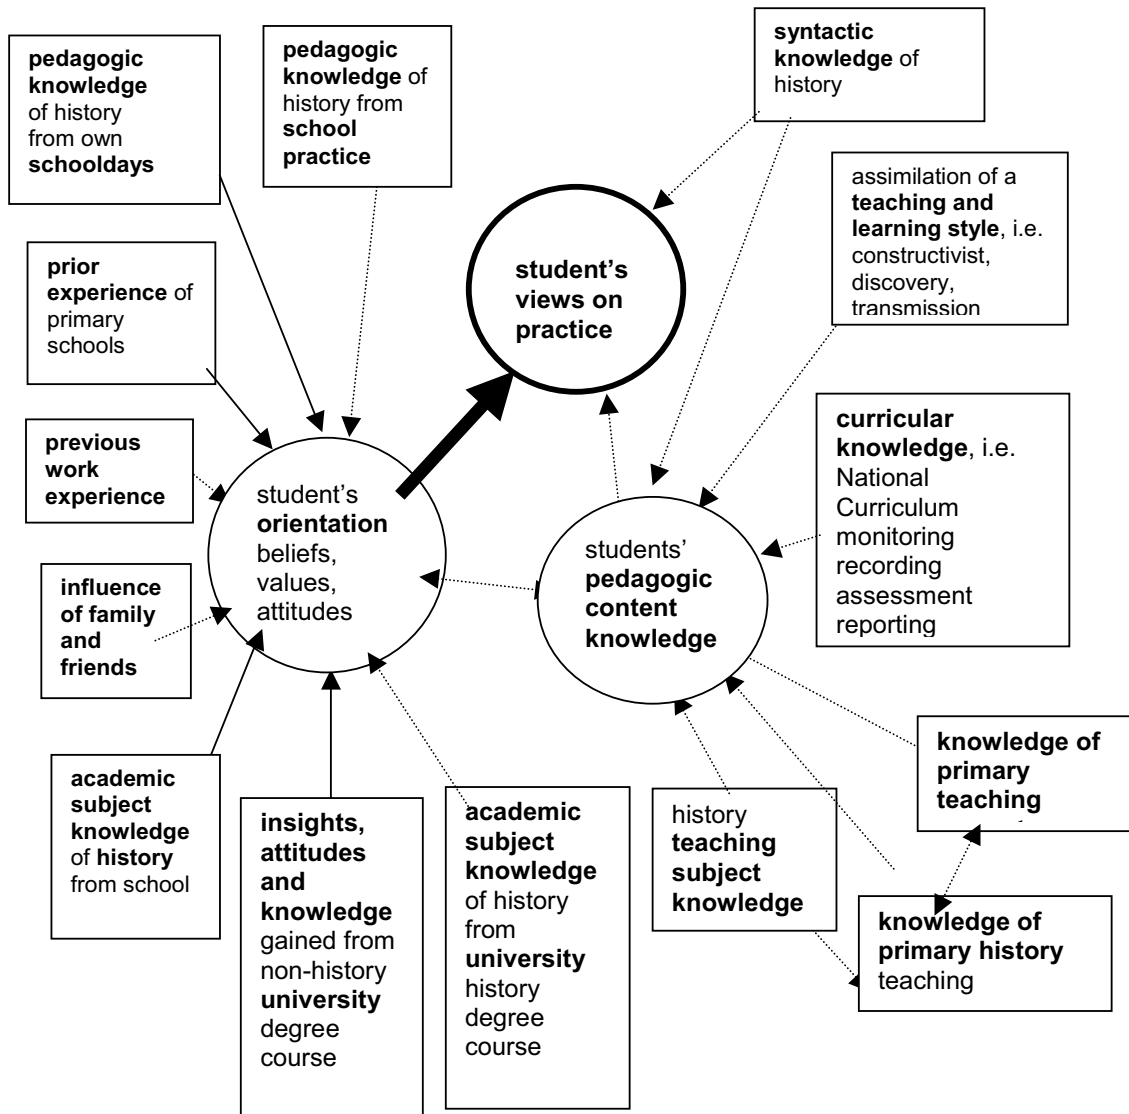 pedagogic
knowledge
of history
from own
schooldays
pedagogic
knowledge of
history from
school
practice
syntactic
knowledge of
history
assimilation of a
teaching and
learning style, i.e.
constructivist,
discovery,
transmission
prior
experience of
primary
schools
student's
views on
practice
previous
work
experience
student's
orientation
beliefs,
values,
attitudes
curricular
knowledge, i.e.
National
Curriculum
monitoring
recording
assessment
reporting
students'
pedagogic
content
knowledge
influence
of family
and
friends
academic
subject
knowledge
of history
from school
insights,
attitudes
and
knowledge
gained from
non-history
university
degree
course
academic
subject
knowledge
of history
from
university
history
degree
course
history
teaching
subject
knowledge
knowledge of
primary
teaching
knowledge of
primary history
teaching